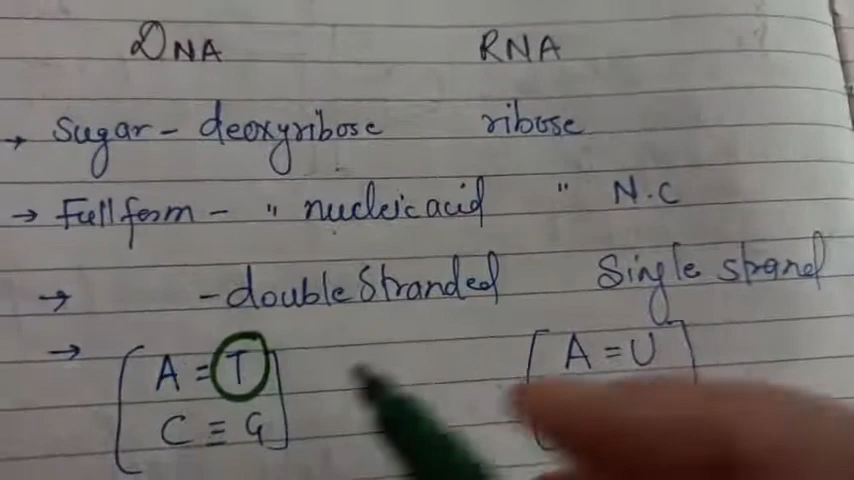 DNA RNA
→ Sugar - deoxyribose ribose
→ Full form - " nucleic acid " N.C
→ - double Stranded Single strand
→ A = T A = U
C ≡ G